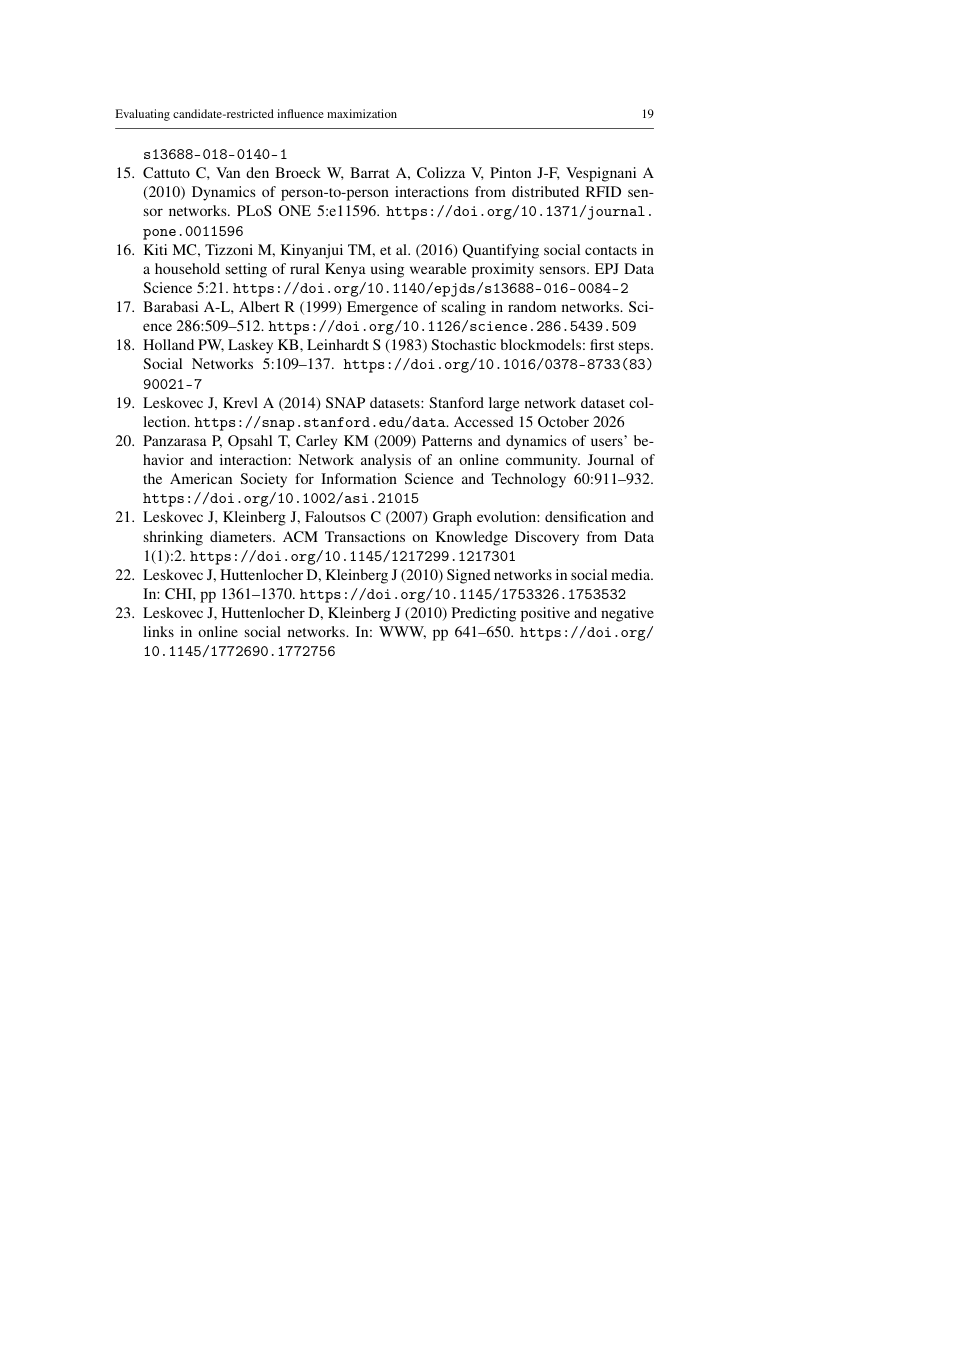 Evaluating candidate-restricted influence maximization 19
s13688-018-0140-1
15. Cattuto C, Van den Broeck W, Barrat A, Colizza V, Pinton J-F, Vespignani A
(2010) Dynamics of person-to-person interactions from distributed RFID sen-
sor networks. PLoS ONE 5:e11596. https://doi.org/10.1371/journal.
pone.0011596
16. Kiti MC, Tizzoni M, Kinyanjui TM, et al. (2016) Quantifying social contacts in
a household setting of rural Kenya using wearable proximity sensors. EPJ Data
Science 5:21. https://doi.org/10.1140/epjds/s13688-016-0084-2
17. Barabasi A-L, Albert R (1999) Emergence of scaling in random networks. Sci-
ence 286:509–512. https://doi.org/10.1126/science.286.5439.509
18. Holland PW, Laskey KB, Leinhardt S (1983) Stochastic blockmodels: first steps.
Social Networks 5:109–137. https://doi.org/10.1016/0378-8733(83)
90021-7
19. Leskovec J, Krevl A (2014) SNAP datasets: Stanford large network dataset col-
lection. https://snap.stanford.edu/data. Accessed 15 October 2026
20. Panzarasa P, Opsahl T, Carley KM (2009) Patterns and dynamics of users' be-
havior and interaction: Network analysis of an online community. Journal of
the American Society for Information Science and Technology 60:911–932.
https://doi.org/10.1002/asi.21015
21. Leskovec J, Kleinberg J, Faloutsos C (2007) Graph evolution: densification and
shrinking diameters. ACM Transactions on Knowledge Discovery from Data
1(1):2. https://doi.org/10.1145/1217299.1217301
22. Leskovec J, Huttenlocher D, Kleinberg J (2010) Signed networks in social media.
In: CHI, pp 1361–1370. https://doi.org/10.1145/1753326.1753532
23. Leskovec J, Huttenlocher D, Kleinberg J (2010) Predicting positive and negative
links in online social networks. In: WWW, pp 641–650. https://doi.org/
10.1145/1772690.1772756